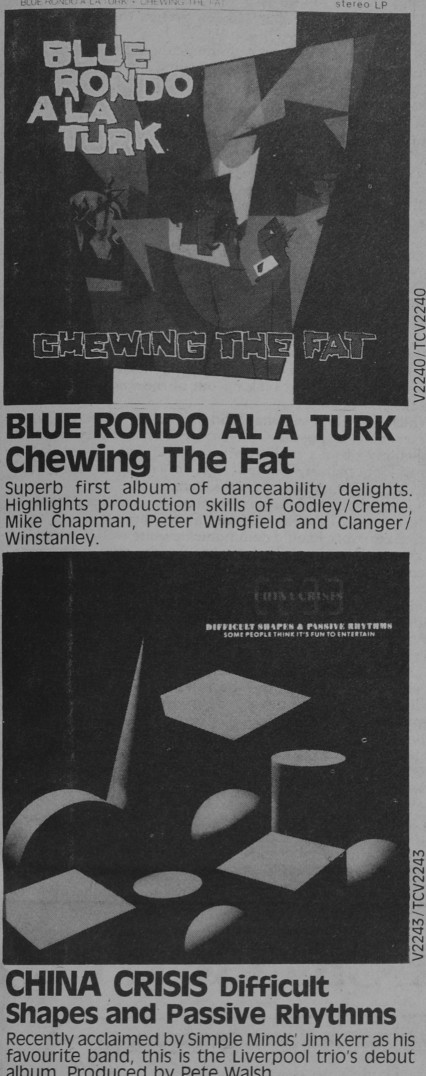 BLUE RONDO A LA TURK • CHEWING THE FAT
stereo LP
BLUE
RONDO
A LA
TURK
CHEWING THE FAT
V2240/TCV2240
BLUE RONDO AL A TURK
Chewing The Fat
Superb first album of danceability delights.
Highlights production skills of Godley/Creme,
Mike Chapman, Peter Wingfield and Clanger/
Winstanley.
CHINA CRISIS
DIFFICULT SHAPES & PASSIVE RHYTHMS
SOME PEOPLE THINK IT'S FUN TO ENTERTAIN
V2243/TCV2243
CHINA CRISIS Difficult
Shapes and Passive Rhythms
Recently acclaimed by Simple Minds' Jim Kerr as his
favourite band, this is the Liverpool trio's debut
album. Produced by Pete Walsh